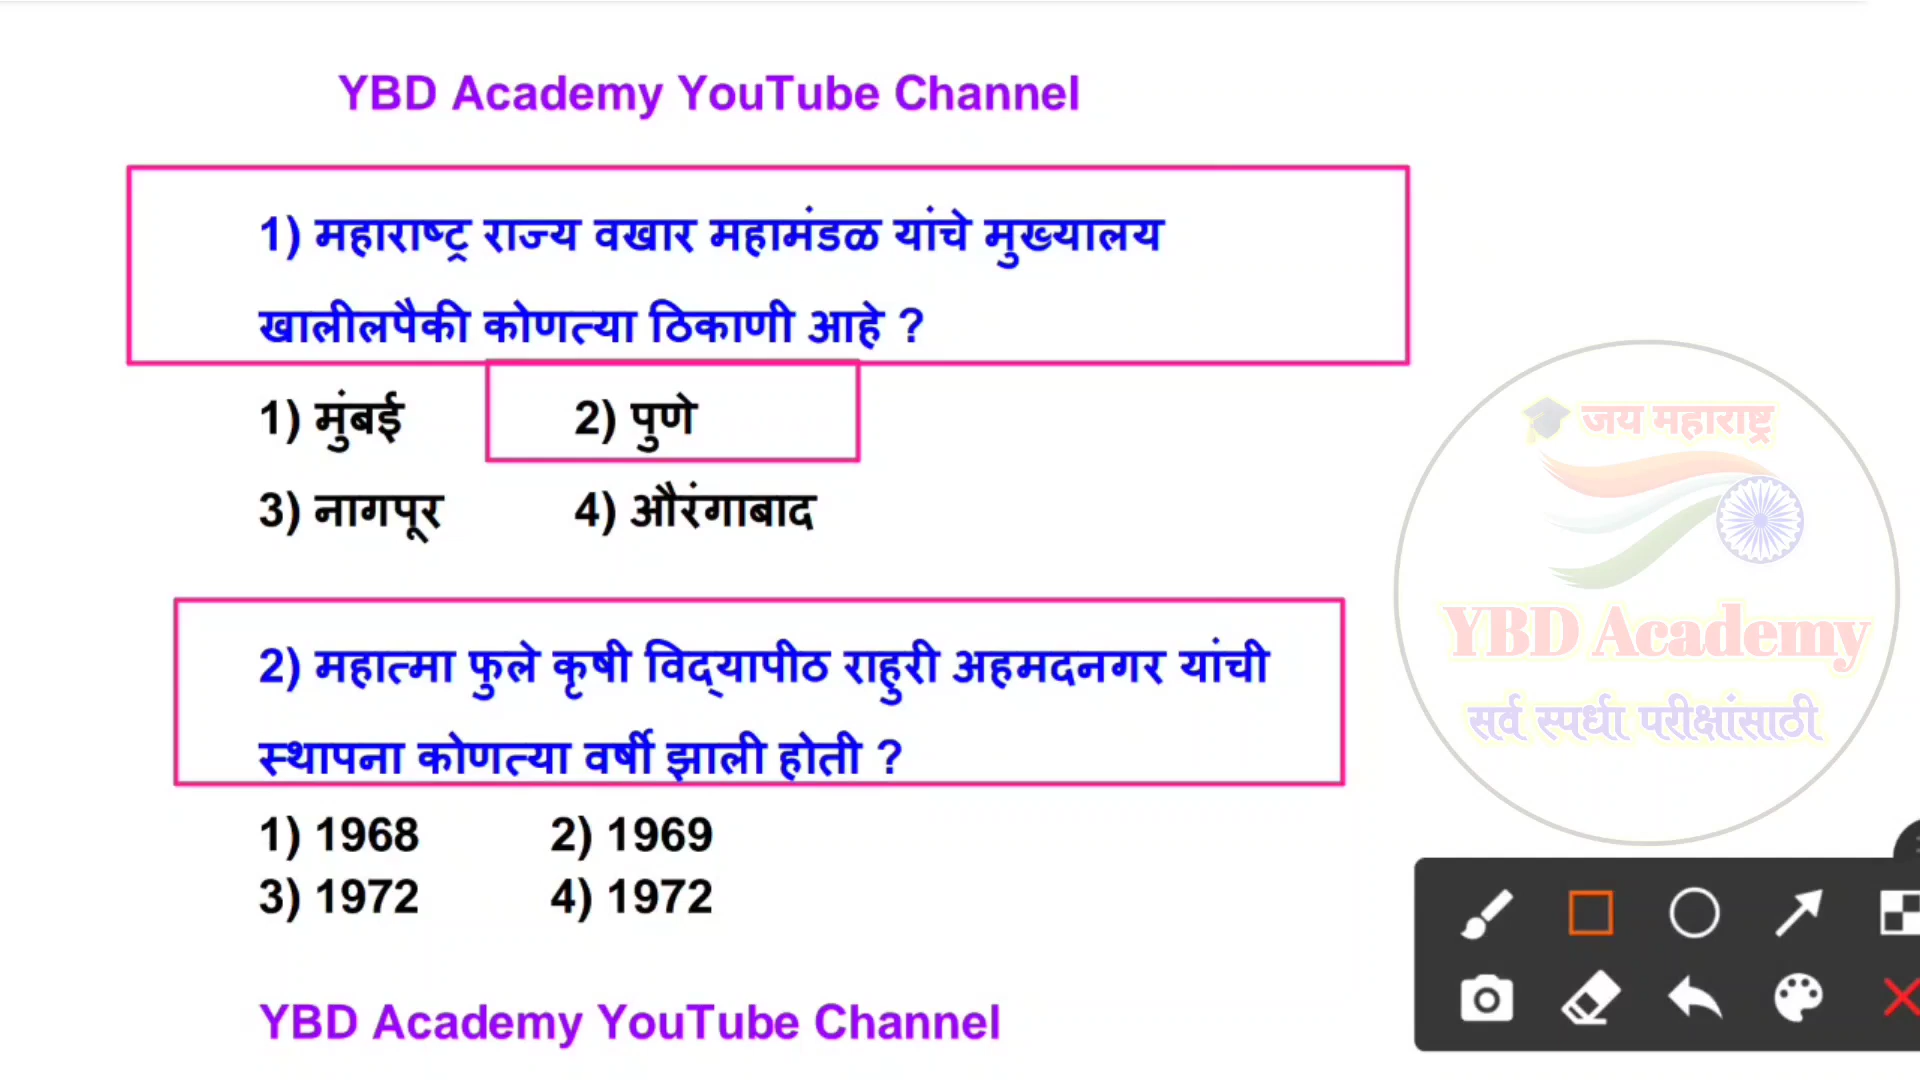 YBD Academy YouTube Channel
1) महाराष्ट्र राज्य वखार महामंडळ यांचे मुख्यालय
खालीलपैकी कोणत्या ठिकाणी आहे ?
1) मुंबई 2) पुणे
3) नागपूर 4) औरंगाबाद
2) महात्मा फुले कृषी विद्‌यापीठ राहुरी अहमदनगर यांची
स्थापना कोणत्या वर्षी झाली होती ?
1) 1968 2) 1969
3) 1972 4) 1972
YBD Academy YouTube Channel
जय महाराष्ट्र
YBD Academy
सर्व स्पर्धा परीक्षांसाठी